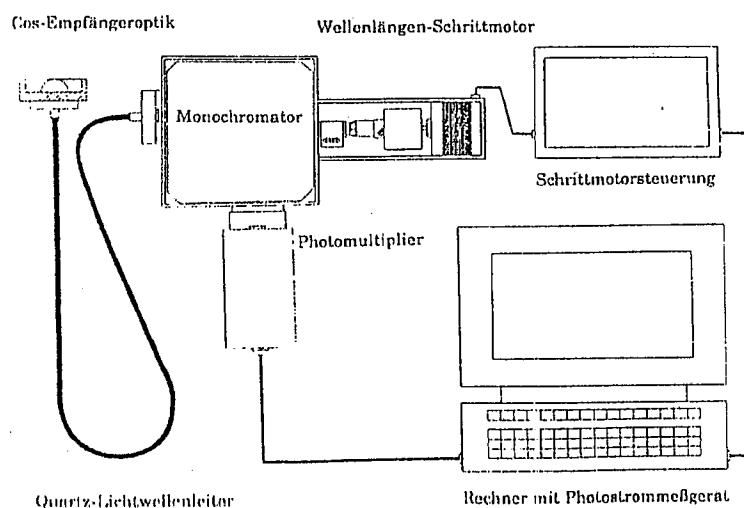 Cos-Empfängeroptik
Wellenlängen-Schrittmotor
Monochromator
Schrittmotorsteuerung
Photomultiplier
Quartz-Lichtwellenleiter
Rechner mit Photostrommeßgerät